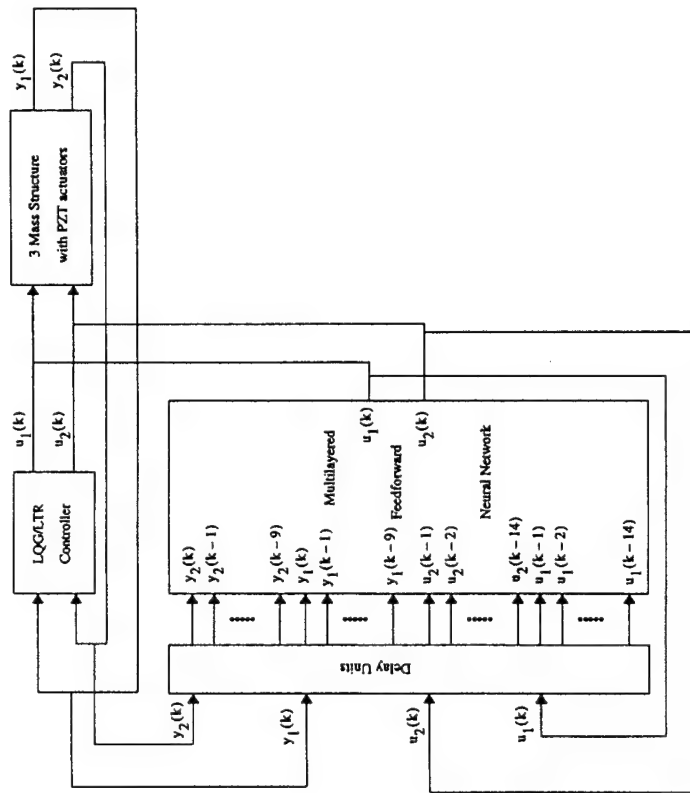 LQG/LTR
Controller
u1(k)
u2(k)
3 Mass Structure
with PZT actuators
y1(k)
y2(k)
y2(k)
y1(k)
u2(k)
u1(k)
Delay Units
y2(k)
y2(k−1)
.....
y2(k−9)
y1(k)
y1(k−1)
.....
y1(k−9)
u2(k−1)
u2(k−2)
.....
u2(k−14)
u1(k−1)
u1(k−2)
.....
u1(k−14)
Multilayered
Feedforward
Neural Network
u1(k)
u2(k)